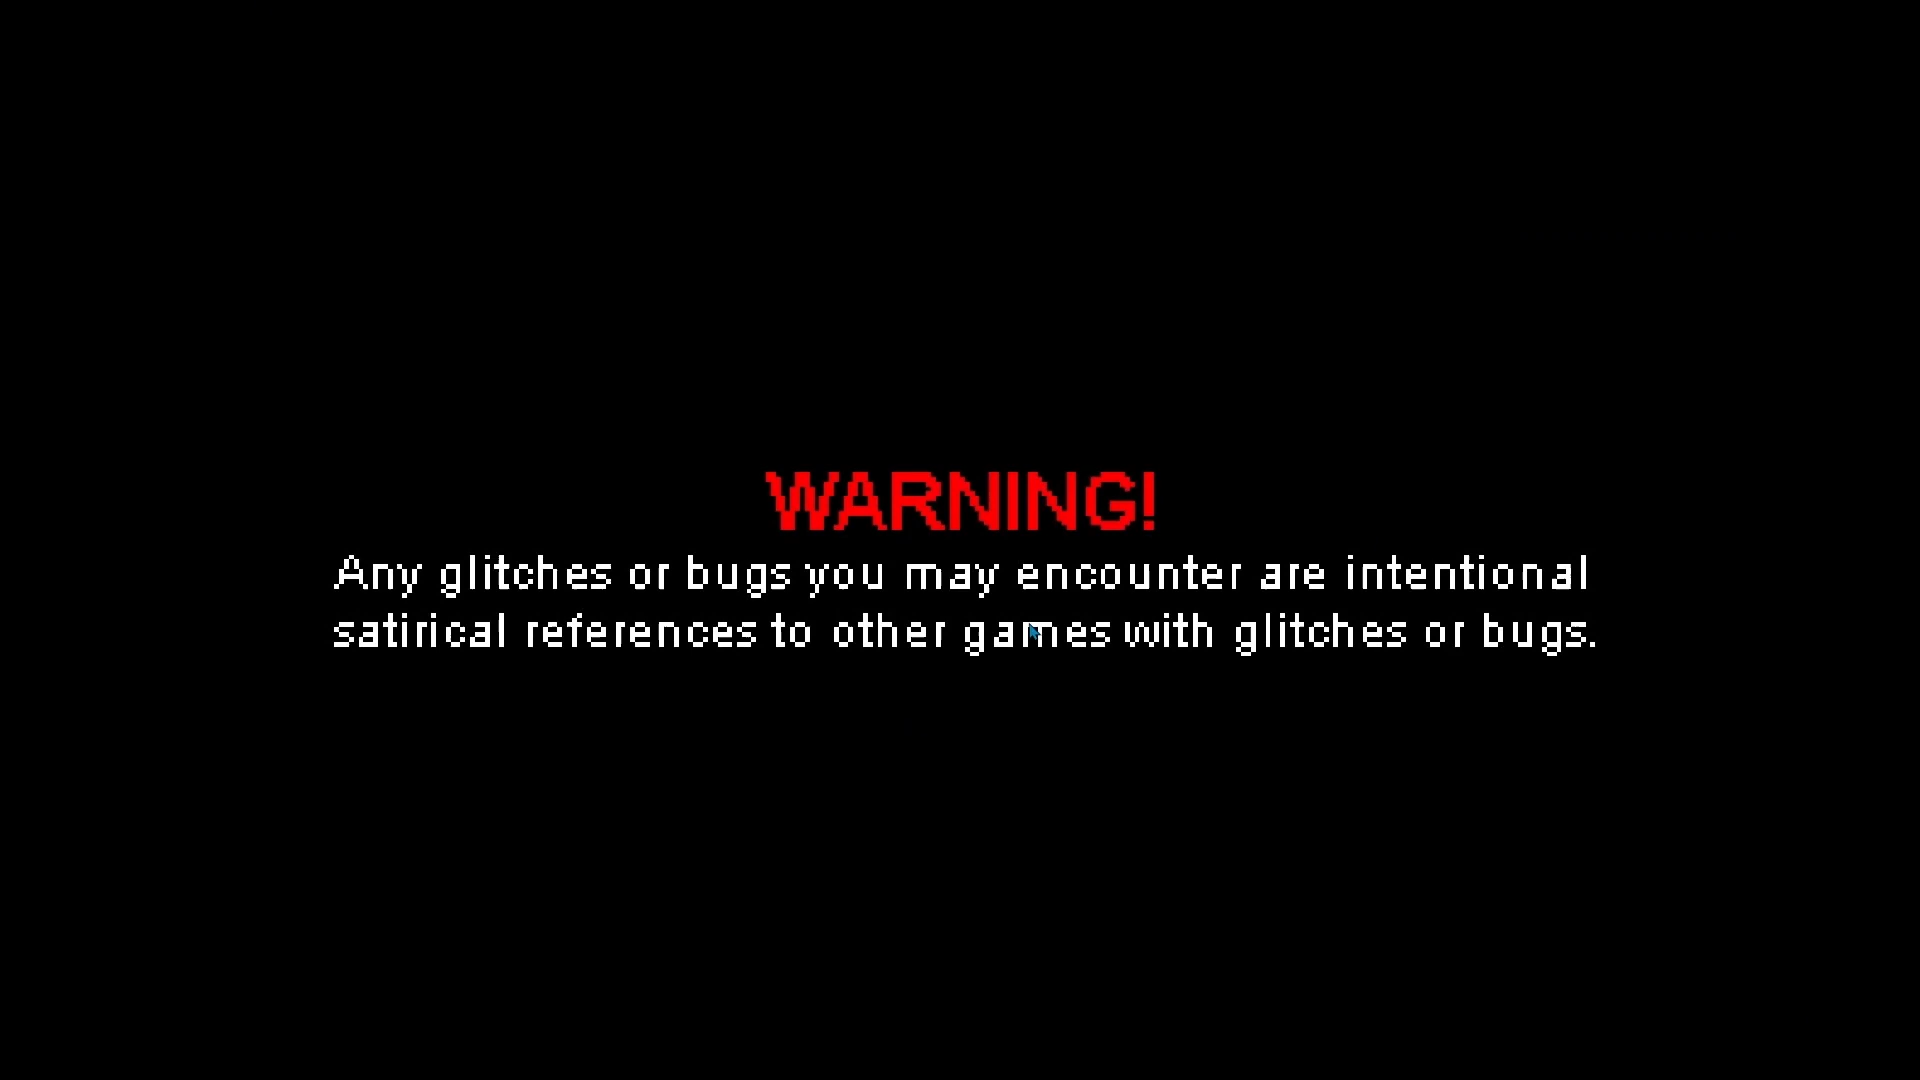 WARNING!
Any glitches or bugs you may encounter are intentional
satirical references to other games with glitches or bugs.